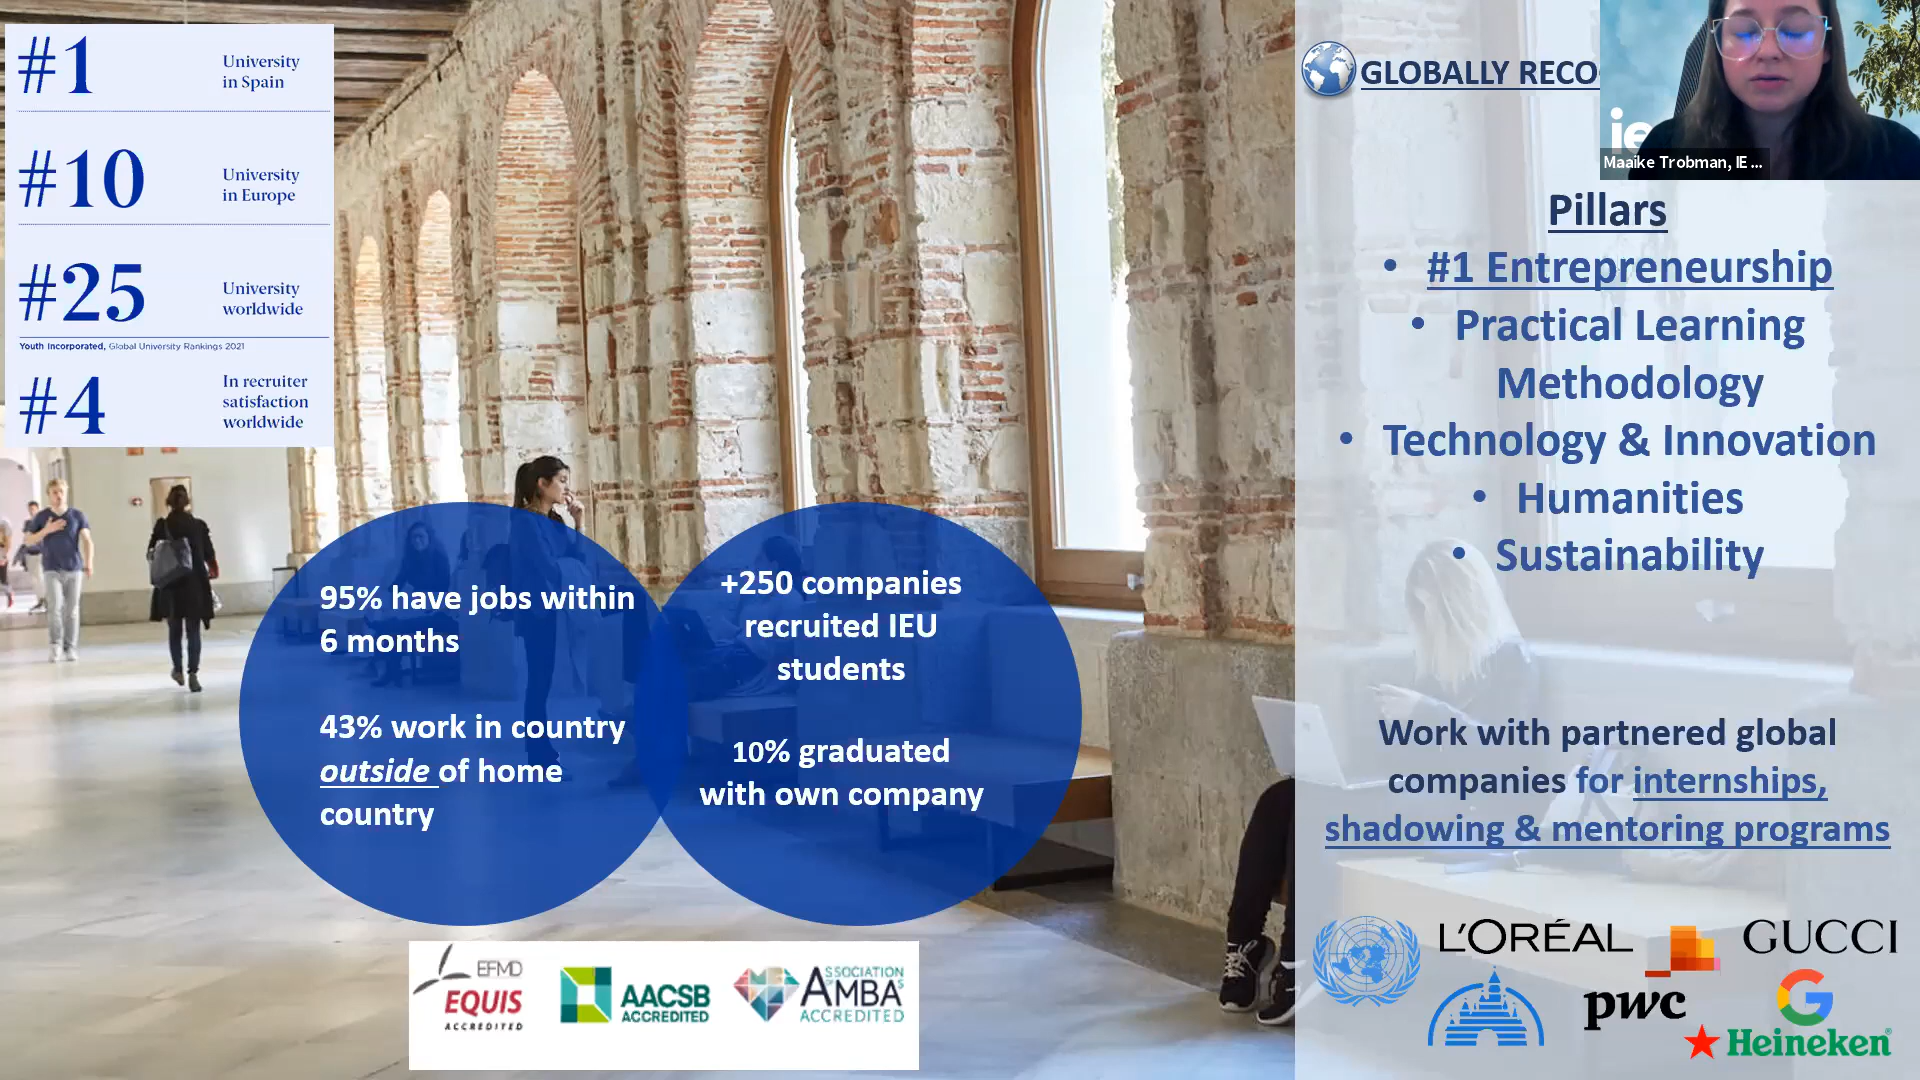 #1 University
in Spain
#10 University
in Europe
#25 University
worldwide
Youth Incorporated, Global University Rankings 2021
#4 In recruiter
satisfaction
worldwide
GLOBALLY RECO
ie
Maaike Trobman, IE ...
Pillars
• #1 Entrepreneurship
• Practical Learning
Methodology
• Technology & Innovation
• Humanities
• Sustainability
95% have jobs within
6 months
43% work in country
outside of home
country
+250 companies
recruited IEU
students
10% graduated
with own company
Work with partnered global
companies for internships,
shadowing & mentoring programs
EFMD
EQUIS
ACCREDITED
AACSB
ACCREDITED
ASSOCIATION
OF
AMBA'S
ACCREDITED
L'ORÉAL
GUCCI
pwc
G
Heineken®